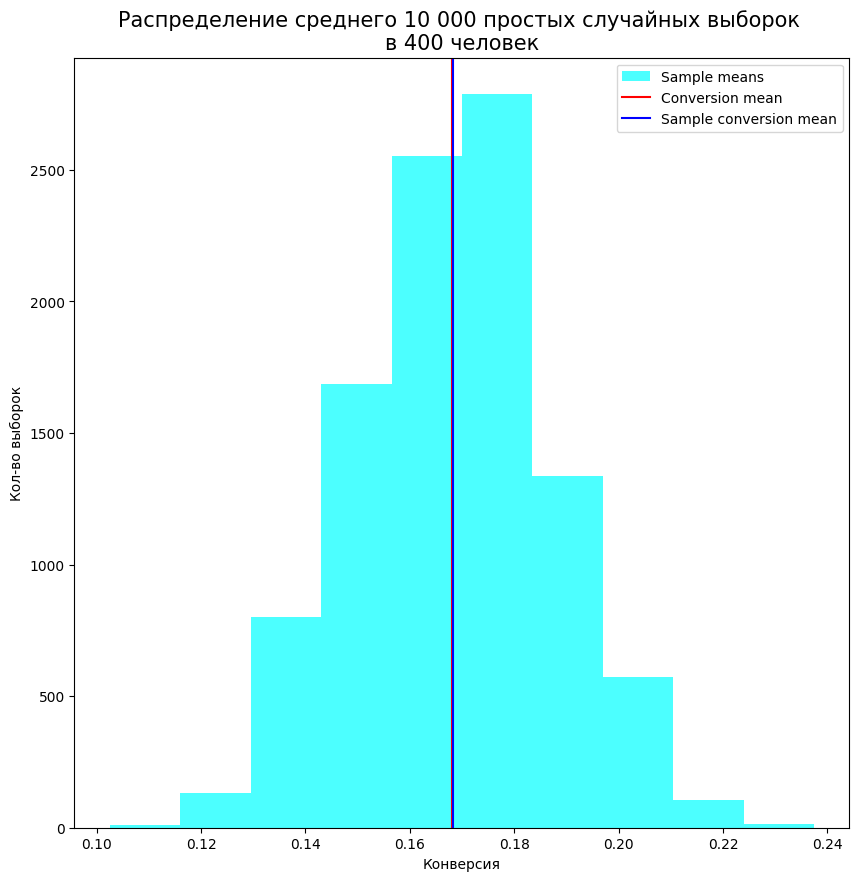 Распределение среднего 10 000 простых случайных выборок
в 400 человек
Sample means
Conversion mean
Sample conversion mean
Кол-во выборок
2500
2000
1500
1000
500
0
0.10 0.12 0.14 0.16 0.18 0.20 0.22 0.24
Конверсия